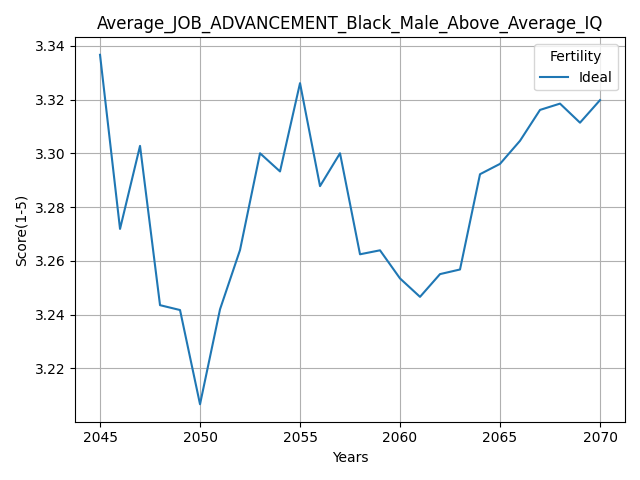 Average_JOB_ADVANCEMENT_Black_Male_Above_Average_IQ
Fertility
Ideal
Score(1-5)
3.34
3.32
3.30
3.28
3.26
3.24
3.22
2045 2050 2055 2060 2065 2070
Years